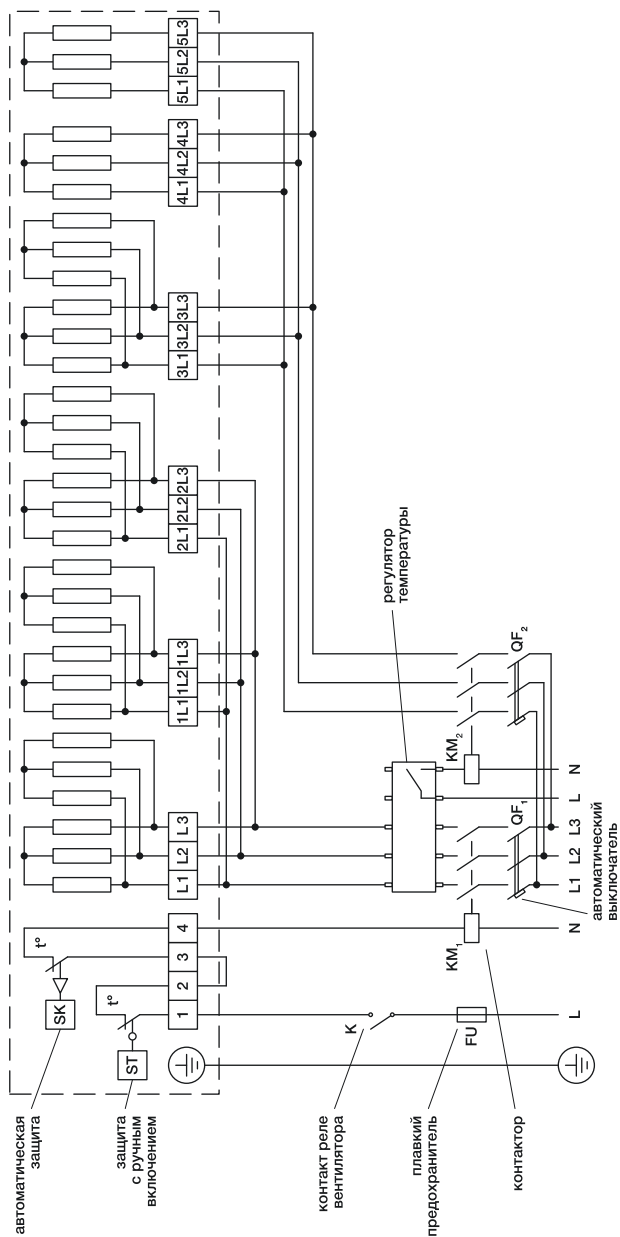 автоматическая
защита
защита
с ручным
включением
SK
t°
ST
t°
1
2
3
4
L1
L2
L3
1L1
1L2
1L3
2L1
2L2
2L3
3L1
3L2
3L3
4L1
4L2
4L3
5L1
5L2
5L3
контакт реле
вентилятора
K
плавкий
предохранитель
FU
контактор
KM₁
KM₂
регулятор
температуры
QF₁
QF₂
автоматический
выключатель
L
N
L1
L2
L3
L
N